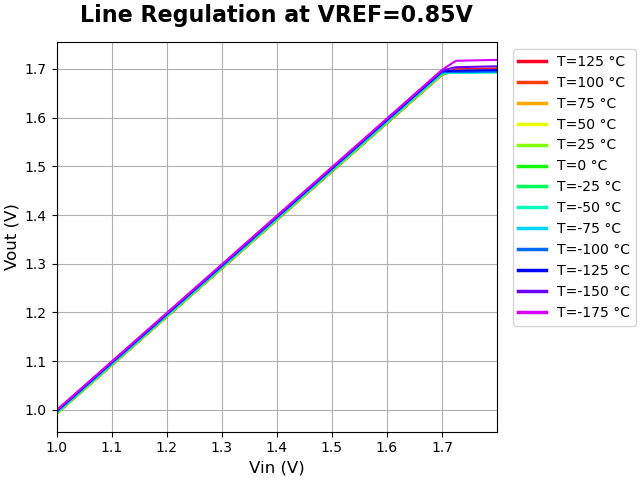 Line Regulation at VREF=0.85V
Vout (V)
1.7
1.6
1.5
1.4
1.3
1.2
1.1
1.0
1.0 1.1 1.2 1.3 1.4 1.5 1.6 1.7
Vin (V)
T=125 °C
T=100 °C
T=75 °C
T=50 °C
T=25 °C
T=0 °C
T=-25 °C
T=-50 °C
T=-75 °C
T=-100 °C
T=-125 °C
T=-150 °C
T=-175 °C